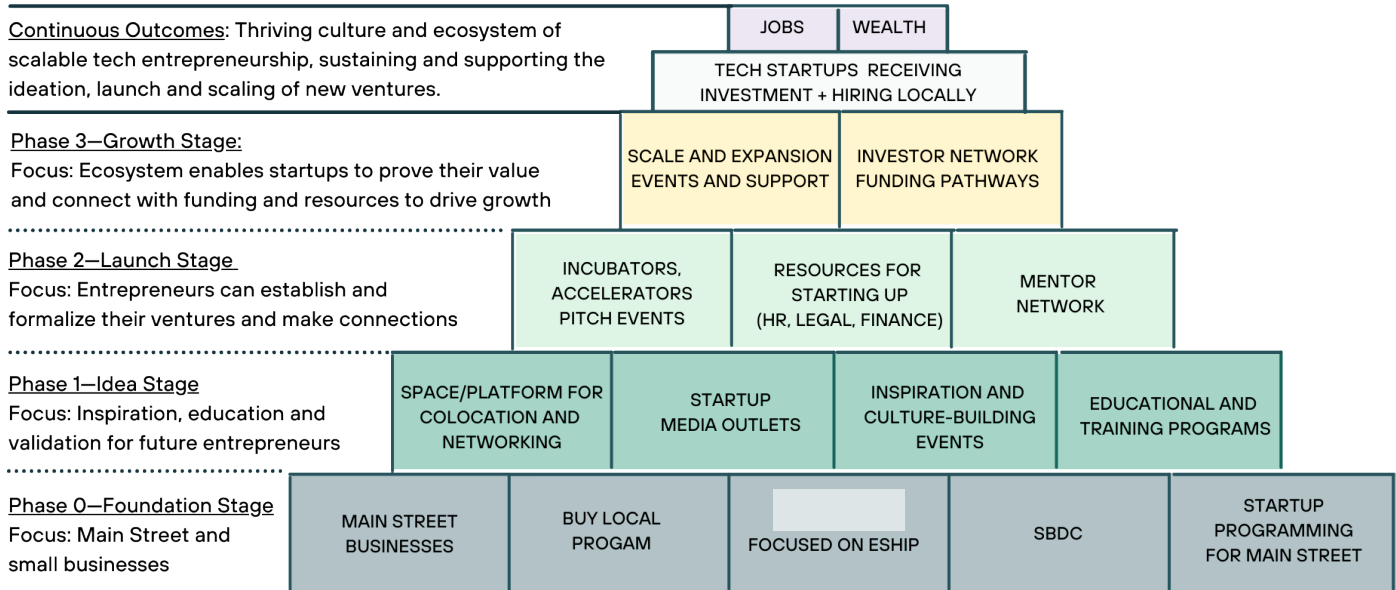 Continuous Outcomes: Thriving culture and ecosystem of
scalable tech entrepreneurship, sustaining and supporting the
ideation, launch and scaling of new ventures.
JOBS
WEALTH
TECH STARTUPS RECEIVING
INVESTMENT + HIRING LOCALLY
Phase 3—Growth Stage:
Focus: Ecosystem enables startups to prove their value
and connect with funding and resources to drive growth
SCALE AND EXPANSION
EVENTS AND SUPPORT
INVESTOR NETWORK
FUNDING PATHWAYS
Phase 2—Launch Stage
Focus: Entrepreneurs can establish and
formalize their ventures and make connections
INCUBATORS,
ACCELERATORS
PITCH EVENTS
RESOURCES FOR
STARTING UP
(HR, LEGAL, FINANCE)
MENTOR
NETWORK
Phase 1—Idea Stage
Focus: Inspiration, education and
validation for future entrepreneurs
SPACE/PLATFORM FOR
COLOCATION AND
NETWORKING
STARTUP
MEDIA OUTLETS
INSPIRATION AND
CULTURE-BUILDING
EVENTS
EDUCATIONAL AND
TRAINING PROGRAMS
Phase 0—Foundation Stage
Focus: Main Street and
small businesses
MAIN STREET
BUSINESSES
BUY LOCAL
PROGAM
FOCUSED ON ESHIP
SBDC
STARTUP
PROGRAMMING
FOR MAIN STREET